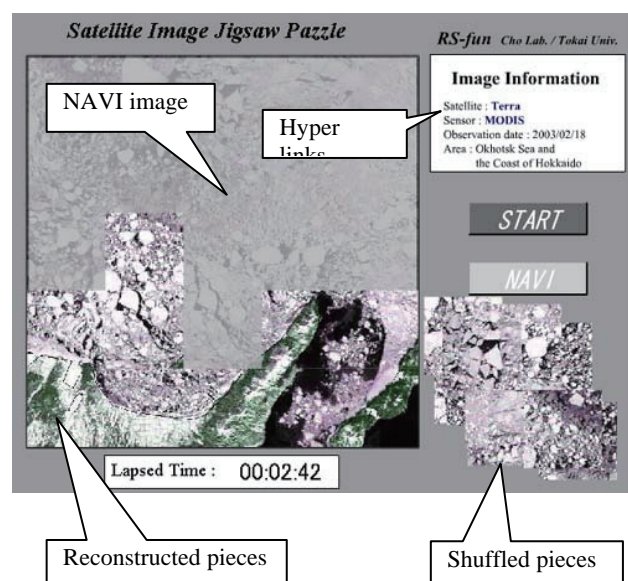 Satellite Image Jigsaw Pazzle
RS-fun Cho Lab. / Tokai Univ.
NAVI image
Hyper
links
Image Information
Satellite : Terra
Sensor : MODIS
Observation date : 2003/02/18
Area : Okhotsk Sea and
the Coast of Hokkaido
START
NAVI
Lapsed Time : 00:02:42
Reconstructed pieces
Shuffled pieces